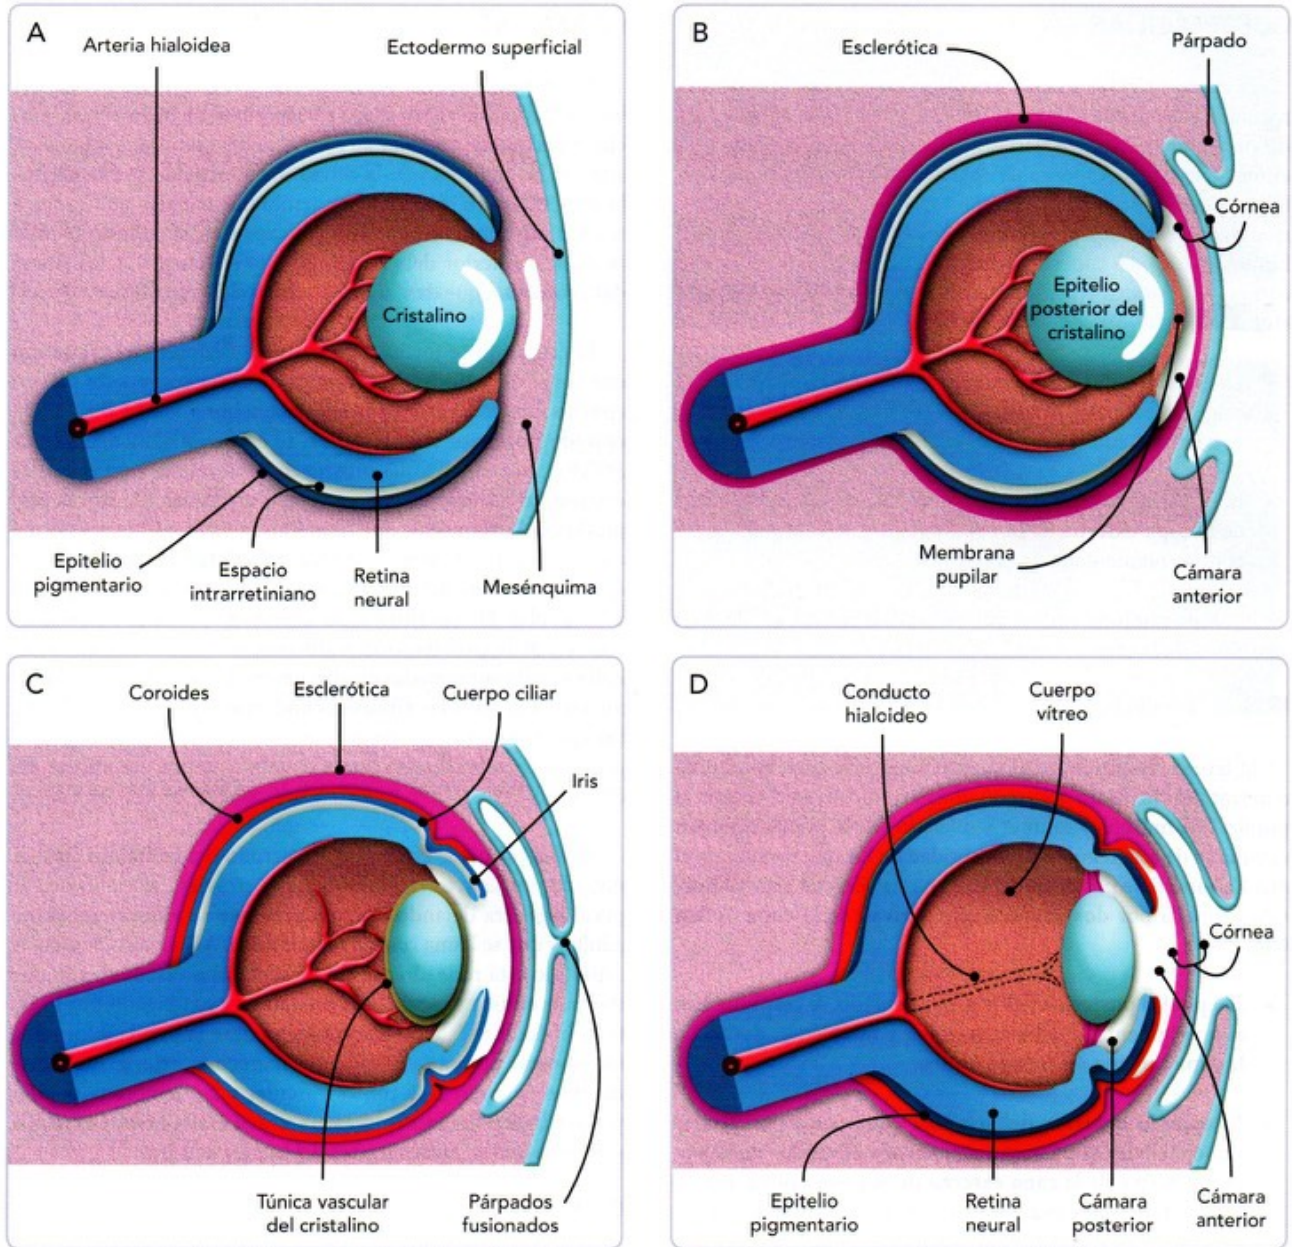 A
Arteria hialoidea
Ectodermo superficial
Cristalino
Epitelio
pigmentario
Espacio
intrarretiniano
Retina
neural
Mesénquima
B
Esclerótica
Párpado
Córnea
Epitelio
posterior del
cristalino
Membrana
pupilar
Cámara
anterior
C
Coroides
Esclerótica
Cuerpo ciliar
Iris
Túnica vascular
del cristalino
Párpados
fusionados
D
Conducto
hialoideo
Cuerpo
vítreo
Córnea
Epitelio
pigmentario
Retina
neural
Cámara
posterior
Cámara
anterior